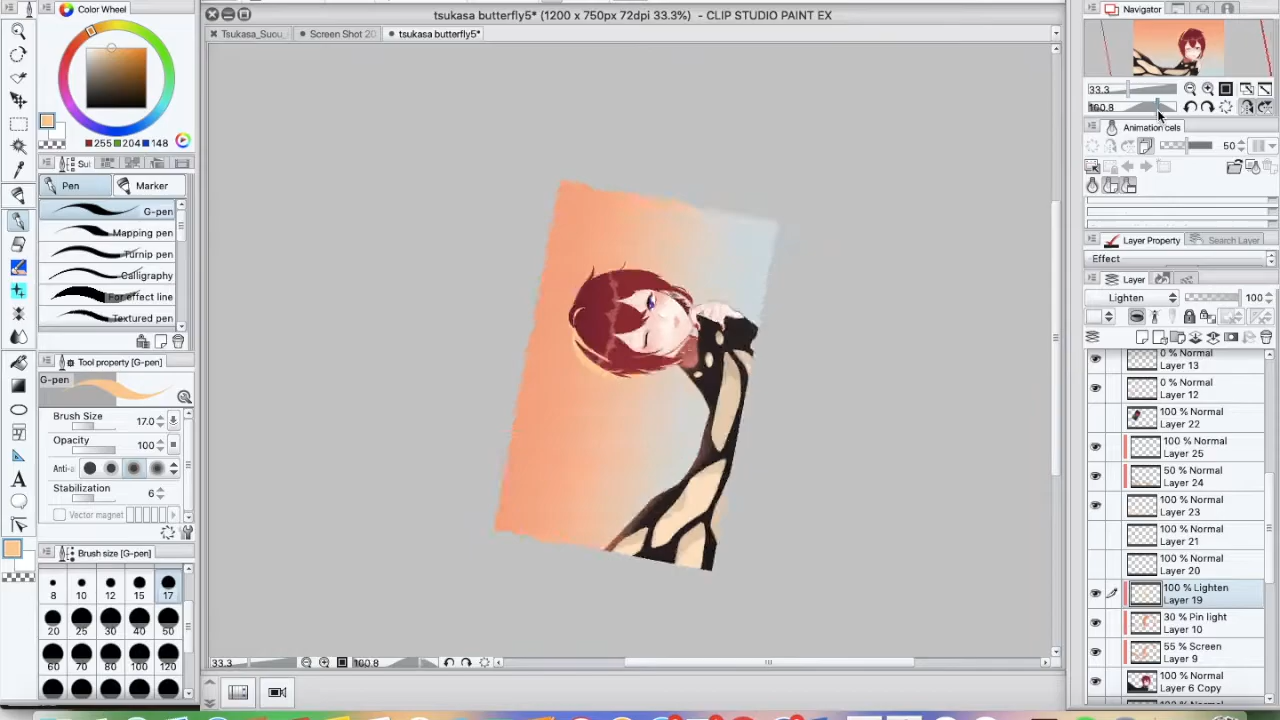 Color Wheel
tsukasa butterfly5* (1200 x 750px 72dpi 33.3%) - CLIP STUDIO PAINT EX
Navigator
Tsukasa_Suou_
Screen Shot 20
tsukasa butterfly5*
33.3
100.8
Animation cels
255 204 148
50
Su
Pen
Marker
G-pen
Mapping pen
Turnip pen
Calligraphy
For effect line
Textured pen
Layer Property
Search Layer
Effect
Layer
Lighten
100
Tool property [G-pen]
G-pen
Brush Size
17.0
Opacity
100
Anti-a
Stabilization
6
Vector magnet
Brush size [G-pen]
8 10 12 15 17
20 25 30 40 50
60 70 80 100 120
0 % Normal
Layer 13
0 % Normal
Layer 12
100 % Normal
Layer 22
100 % Normal
Layer 25
50 % Normal
Layer 24
100 % Normal
Layer 23
100 % Normal
Layer 21
100 % Normal
Layer 20
100 % Lighten
Layer 19
30 % Pin light
Layer 10
55 % Screen
Layer 9
100 % Normal
Layer 6 Copy
33.3
100.8